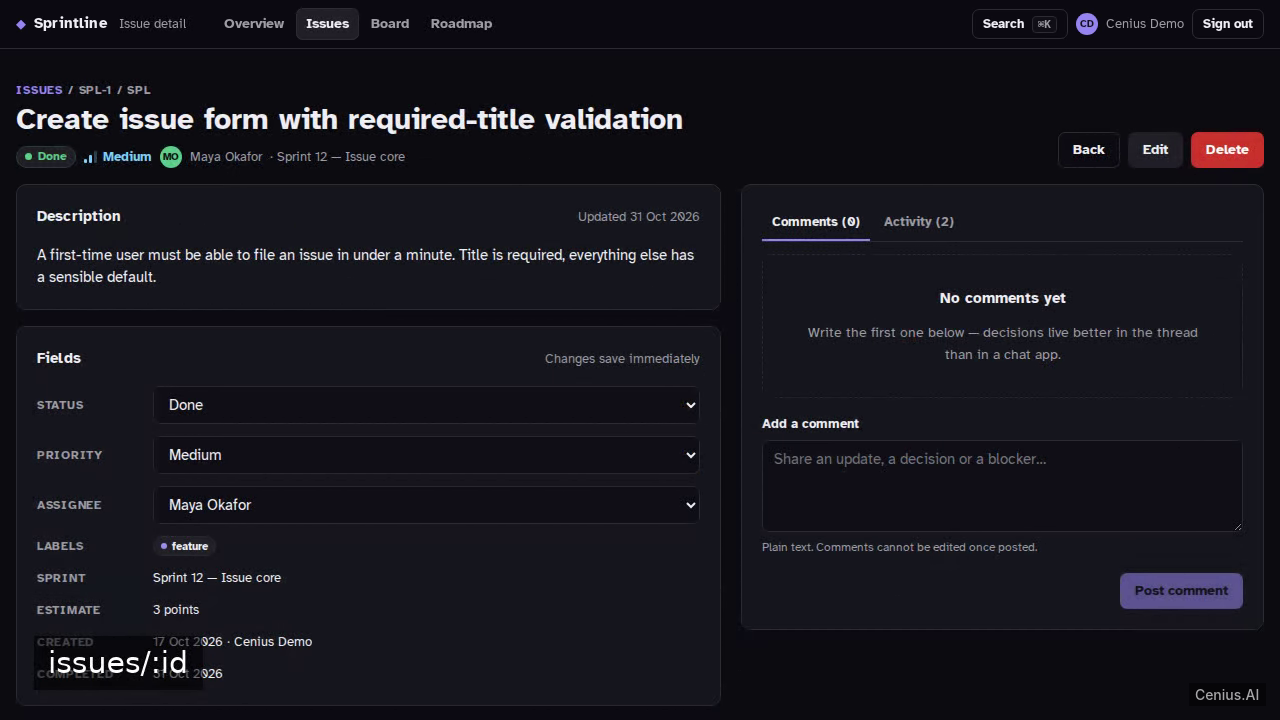 Sprintline Issue detail Overview Issues Board Roadmap Search ⌘K CD Cenius Demo Sign out
ISSUES / SPL-1 / SPL
Create issue form with required-title validation
Done Medium MO Maya Okafor · Sprint 12 — Issue core
Back Edit Delete
Description Updated 31 Oct 2026
A first-time user must be able to file an issue in under a minute. Title is required, everything else has
a sensible default.
Fields Changes save immediately
STATUS Done
PRIORITY Medium
ASSIGNEE Maya Okafor
LABELS feature
SPRINT Sprint 12 — Issue core
ESTIMATE 3 points
CREATED 17 Oct 2026 · Cenius Demo
COMPLETED 31 Oct 2026
issues/:id
Comments (0) Activity (2)
No comments yet
Write the first one below — decisions live better in the thread
than in a chat app.
Add a comment
Share an update, a decision or a blocker...
Plain text. Comments cannot be edited once posted.
Post comment
Cenius.AI